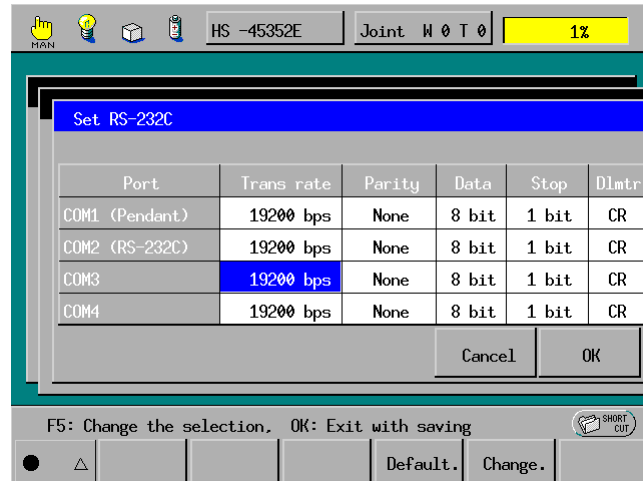 MAN HS -45352E Joint W 0 T 0 1%
Set RS-232C
Port Trans rate Parity Data Stop Dlmtr
COM1 (Pendant) 19200 bps None 8 bit 1 bit CR
COM2 (RS-232C) 19200 bps None 8 bit 1 bit CR
COM3 19200 bps None 8 bit 1 bit CR
COM4 19200 bps None 8 bit 1 bit CR
Cancel OK
F5: Change the selection, OK: Exit with saving SHORT CUT
Default. Change.